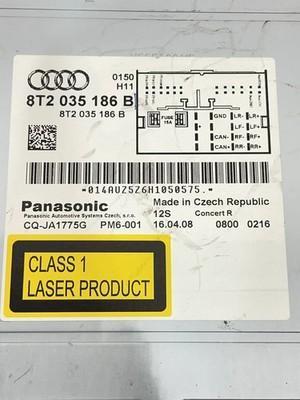 0150
H11
8T2 035 186 B
8T2 035 186 B
FUSE
15A
GND LR- LR+
+ LF- LF+
CAN- RF- RF+
CAN+ RR- RR+
-014AUZ5Z6H1050575.
Panasonic
Panasonic Automotive Systems Czech, s.r.o.
CQ-JA1775G PM6-001
Made in Czech Republic
12S Concert R
16.04.08 0800 0216
CLASS 1
LASER PRODUCT